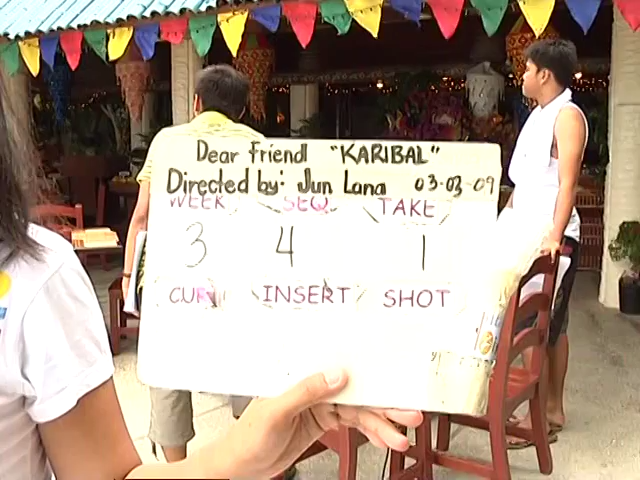 Dear Friend "KARIBAL"
Directed by: Jun Lana 03-03-09
WEEK SEQ. TAKE
3 4 1
INSERT SHOT